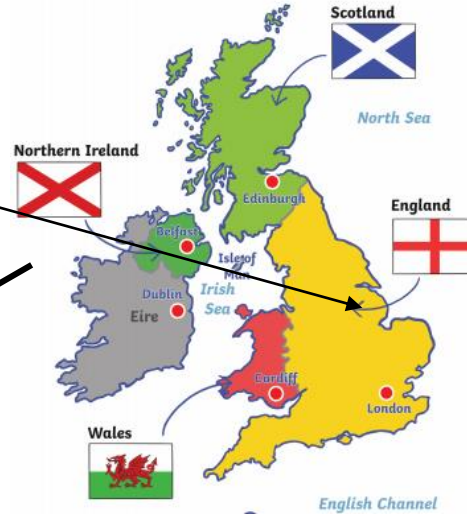 Scotland
North Sea
Northern Ireland
Edinburgh
England
Belfast
Isle of
Man
Irish
Sea
Dublin
Eire
Cardiff
London
Wales
English Channel